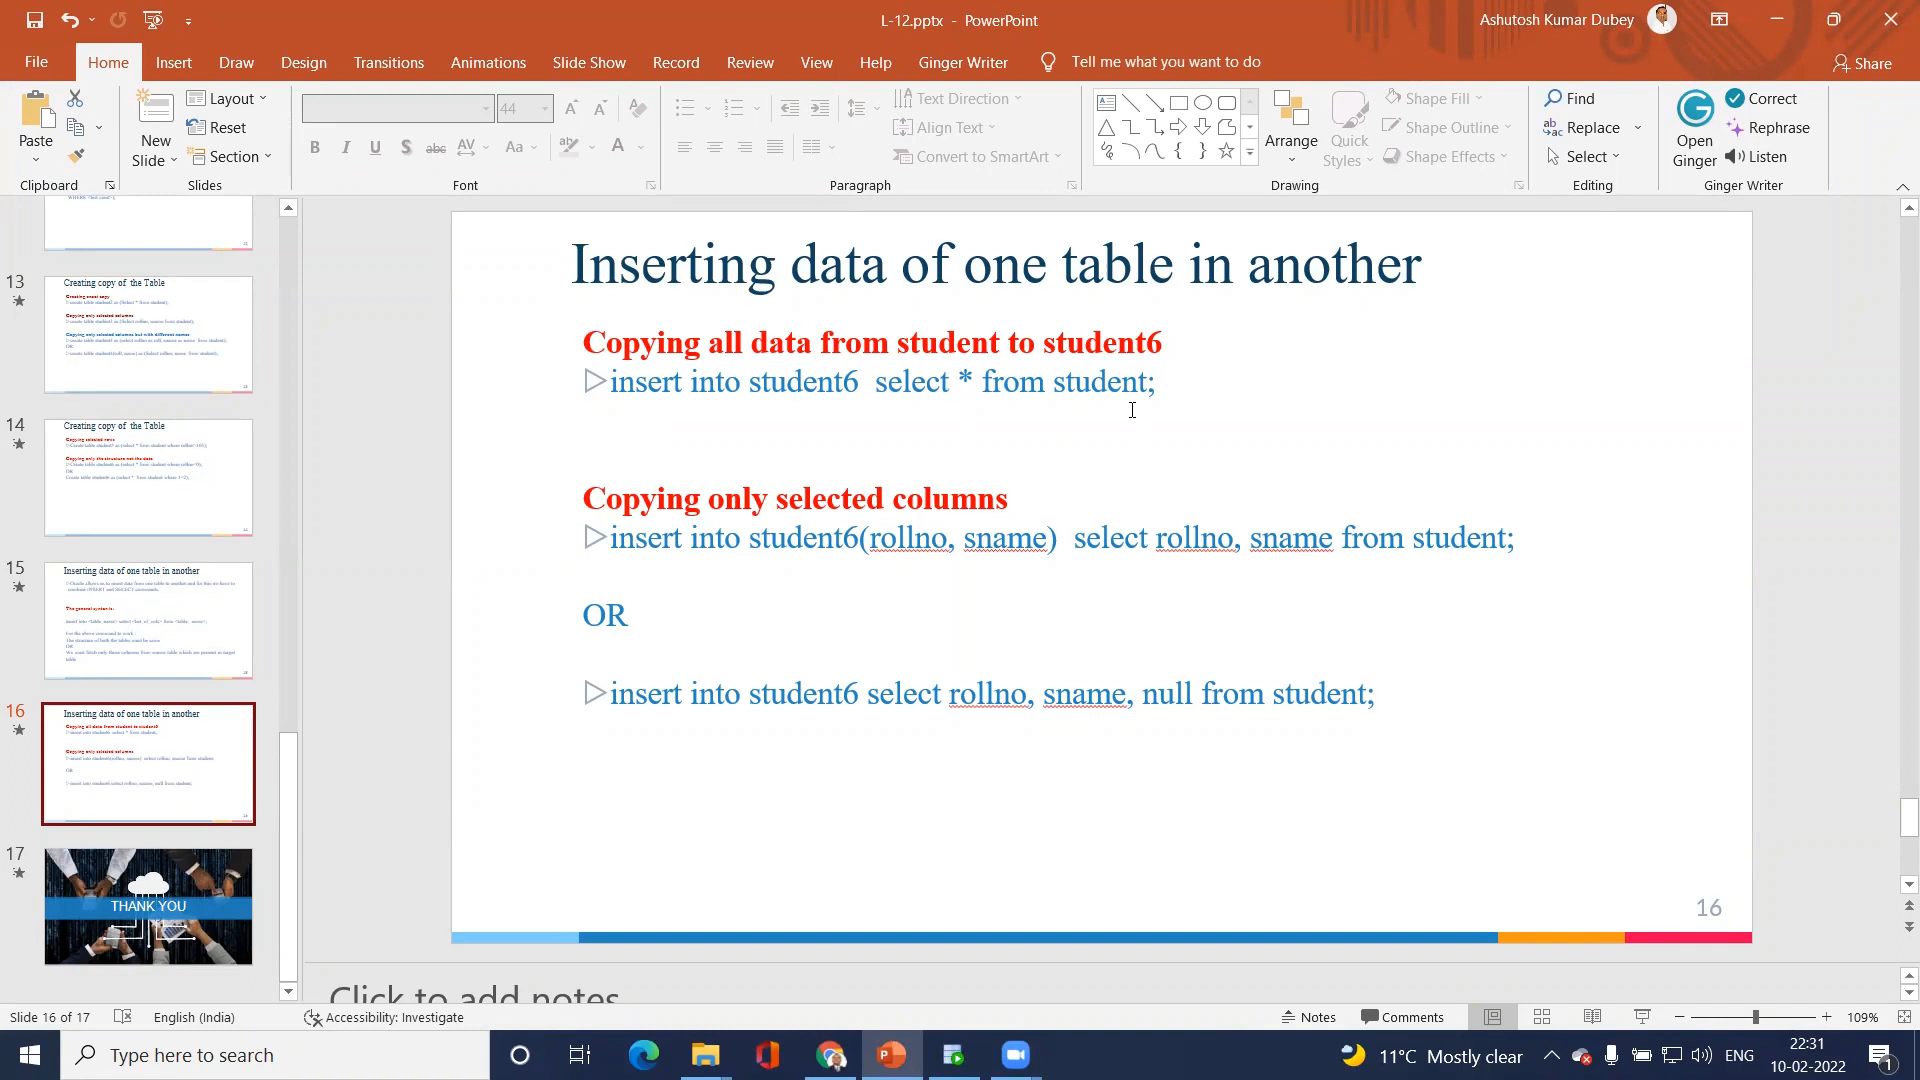 L-12.pptx - PowerPoint
Ashutosh Kumar Dubey
File Home Insert Draw Design Transitions Animations Slide Show Record Review View Help Ginger Writer Tell me what you want to do Share
Paste
Clipboard
New Slide
Layout
Reset
Section
Slides
44
B I U S abc AV Aa A
Font
Text Direction
Align Text
Convert to SmartArt
Paragraph
Arrange
Quick Styles
Shape Fill
Shape Outline
Shape Effects
Drawing
Find
Replace
Select
Editing
Open Ginger
Correct
Rephrase
Listen
Ginger Writer
13
Creating copy of the Table
14
Creating copy of the Table
15
Inserting data of one table in another
16
Inserting data of one table in another
17
THANK YOU
Inserting data of one table in another
Copying all data from student to student6
insert into student6 select * from student;
Copying only selected columns
insert into student6(rollno, sname) select rollno, sname from student;
OR
insert into student6 select rollno, sname, null from student;
16
Click to add notes
Slide 16 of 17 English (India) Accessibility: Investigate Notes Comments 109%
Type here to search
11°C Mostly clear ENG
22:31
10-02-2022
1